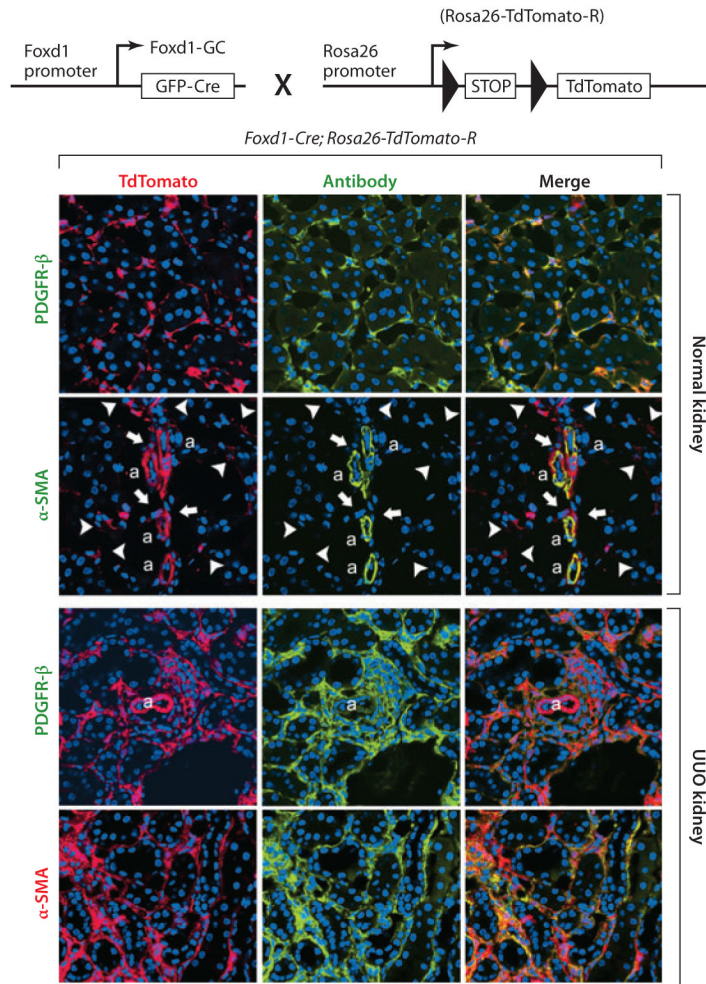 (Rosa26-TdTomato-R)
Foxd1
promoter
Foxd1-GC
GFP-Cre
X
Rosa26
promoter
STOP
TdTomato
Foxd1-Cre; Rosa26-TdTomato-R
TdTomato
Antibody
Merge
PDGFR-β
Normal kidney
α-SMA
a
a
a
a
a
a
a
a
a
a
a
a
PDGFR-β
a
a
a
UUO kidney
α-SMA